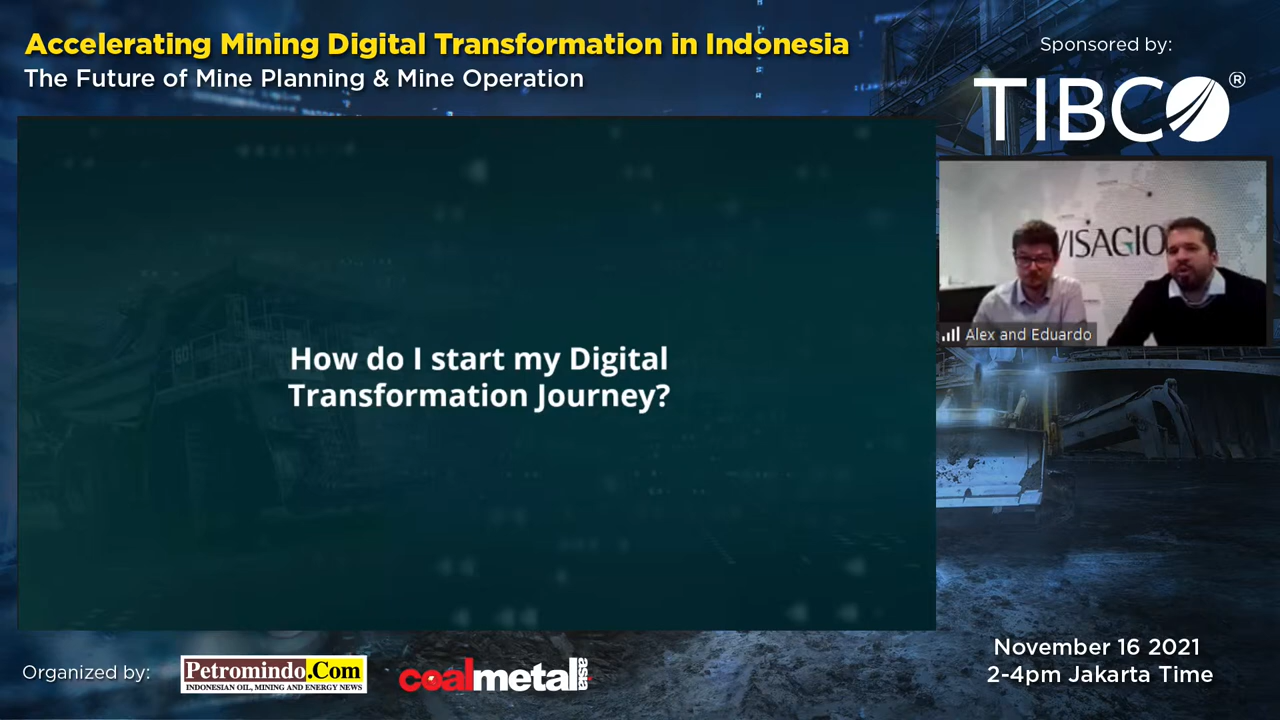 Accelerating Mining Digital Transformation in Indonesia
The Future of Mine Planning & Mine Operation
Sponsored by:
TIBCO®
VISAGIO
Alex and Eduardo
How do I start my Digital
Transformation Journey?
Organized by:
Petromindo.Com
INDONESIAN OIL, MINING AND ENERGY NEWS
coalmetal asia
November 16 2021
2-4pm Jakarta Time